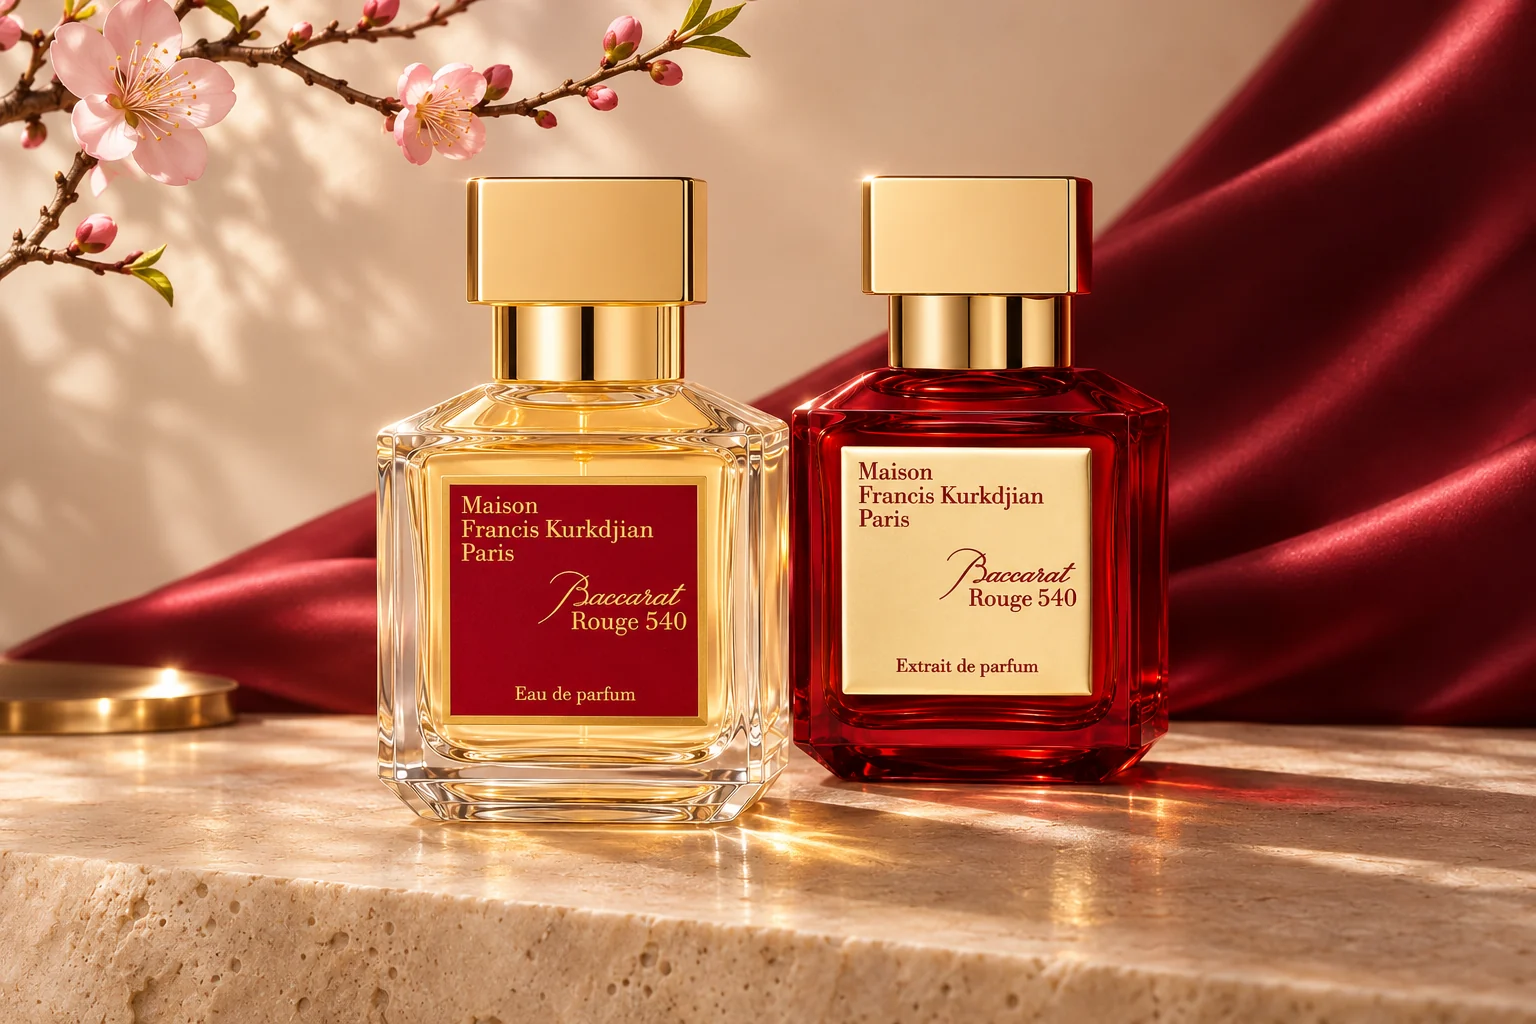 Maison
Francis Kurkdjian
Paris
Baccarat
Rouge 540
Eau de parfum
Maison
Francis Kurkdjian
Paris
Baccarat
Rouge 540
Extrait de parfum